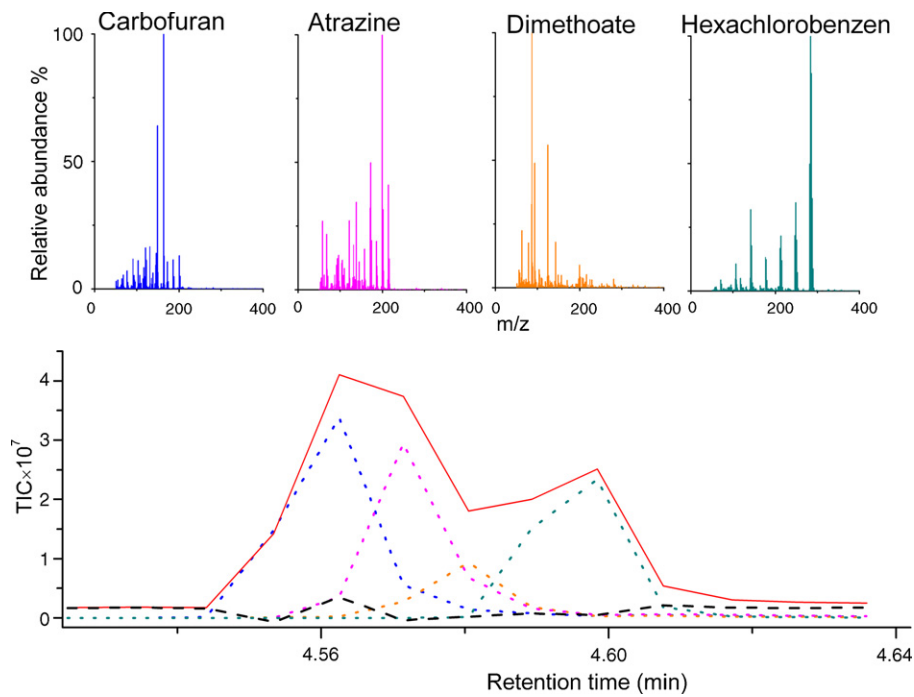 Carbofuran Atrazine Dimethoate Hexachlorobenzen
Relative abundance %
100
50
0
0 200 400 0 200 400 0 200 400 0 200 400
m/z
TIC×10⁷
4
3
2
1
0
4.56 4.60 4.64
Retention time (min)